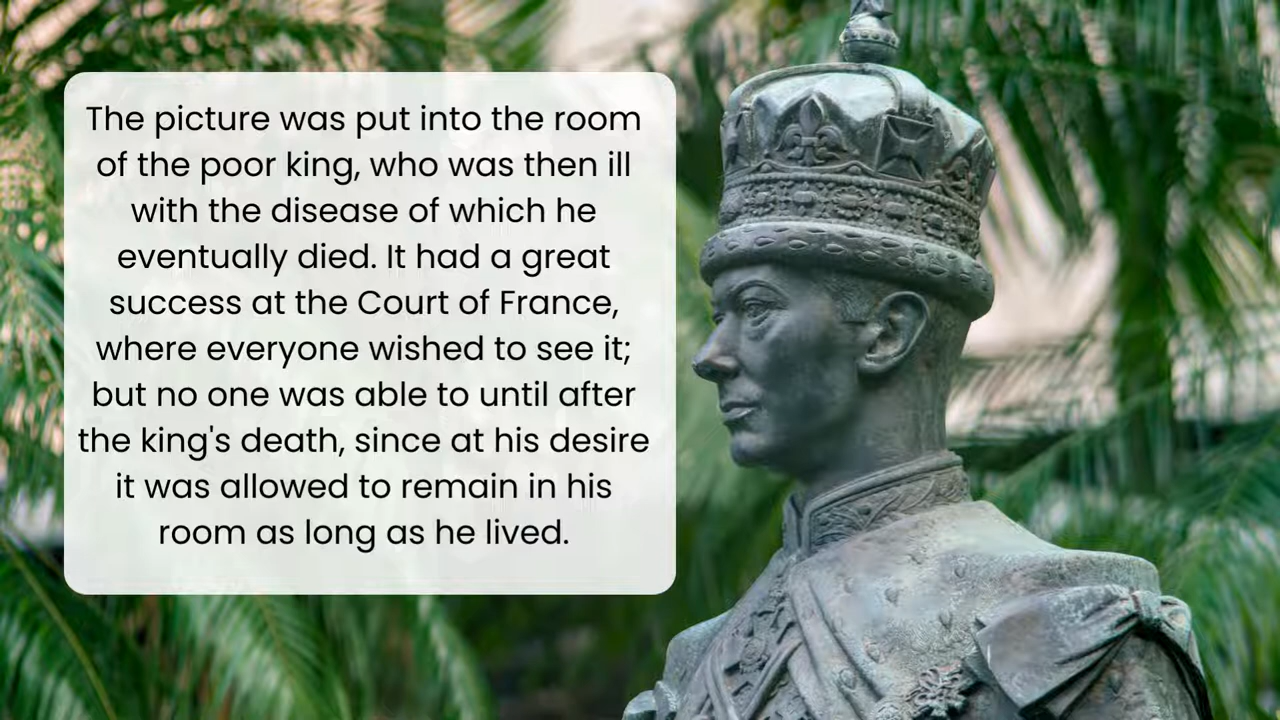 The picture was put into the room
of the poor king, who was then ill
with the disease of which he
eventually died. It had a great
success at the Court of France,
where everyone wished to see it;
but no one was able to until after
the king's death, since at his desire
it was allowed to remain in his
room as long as he lived.